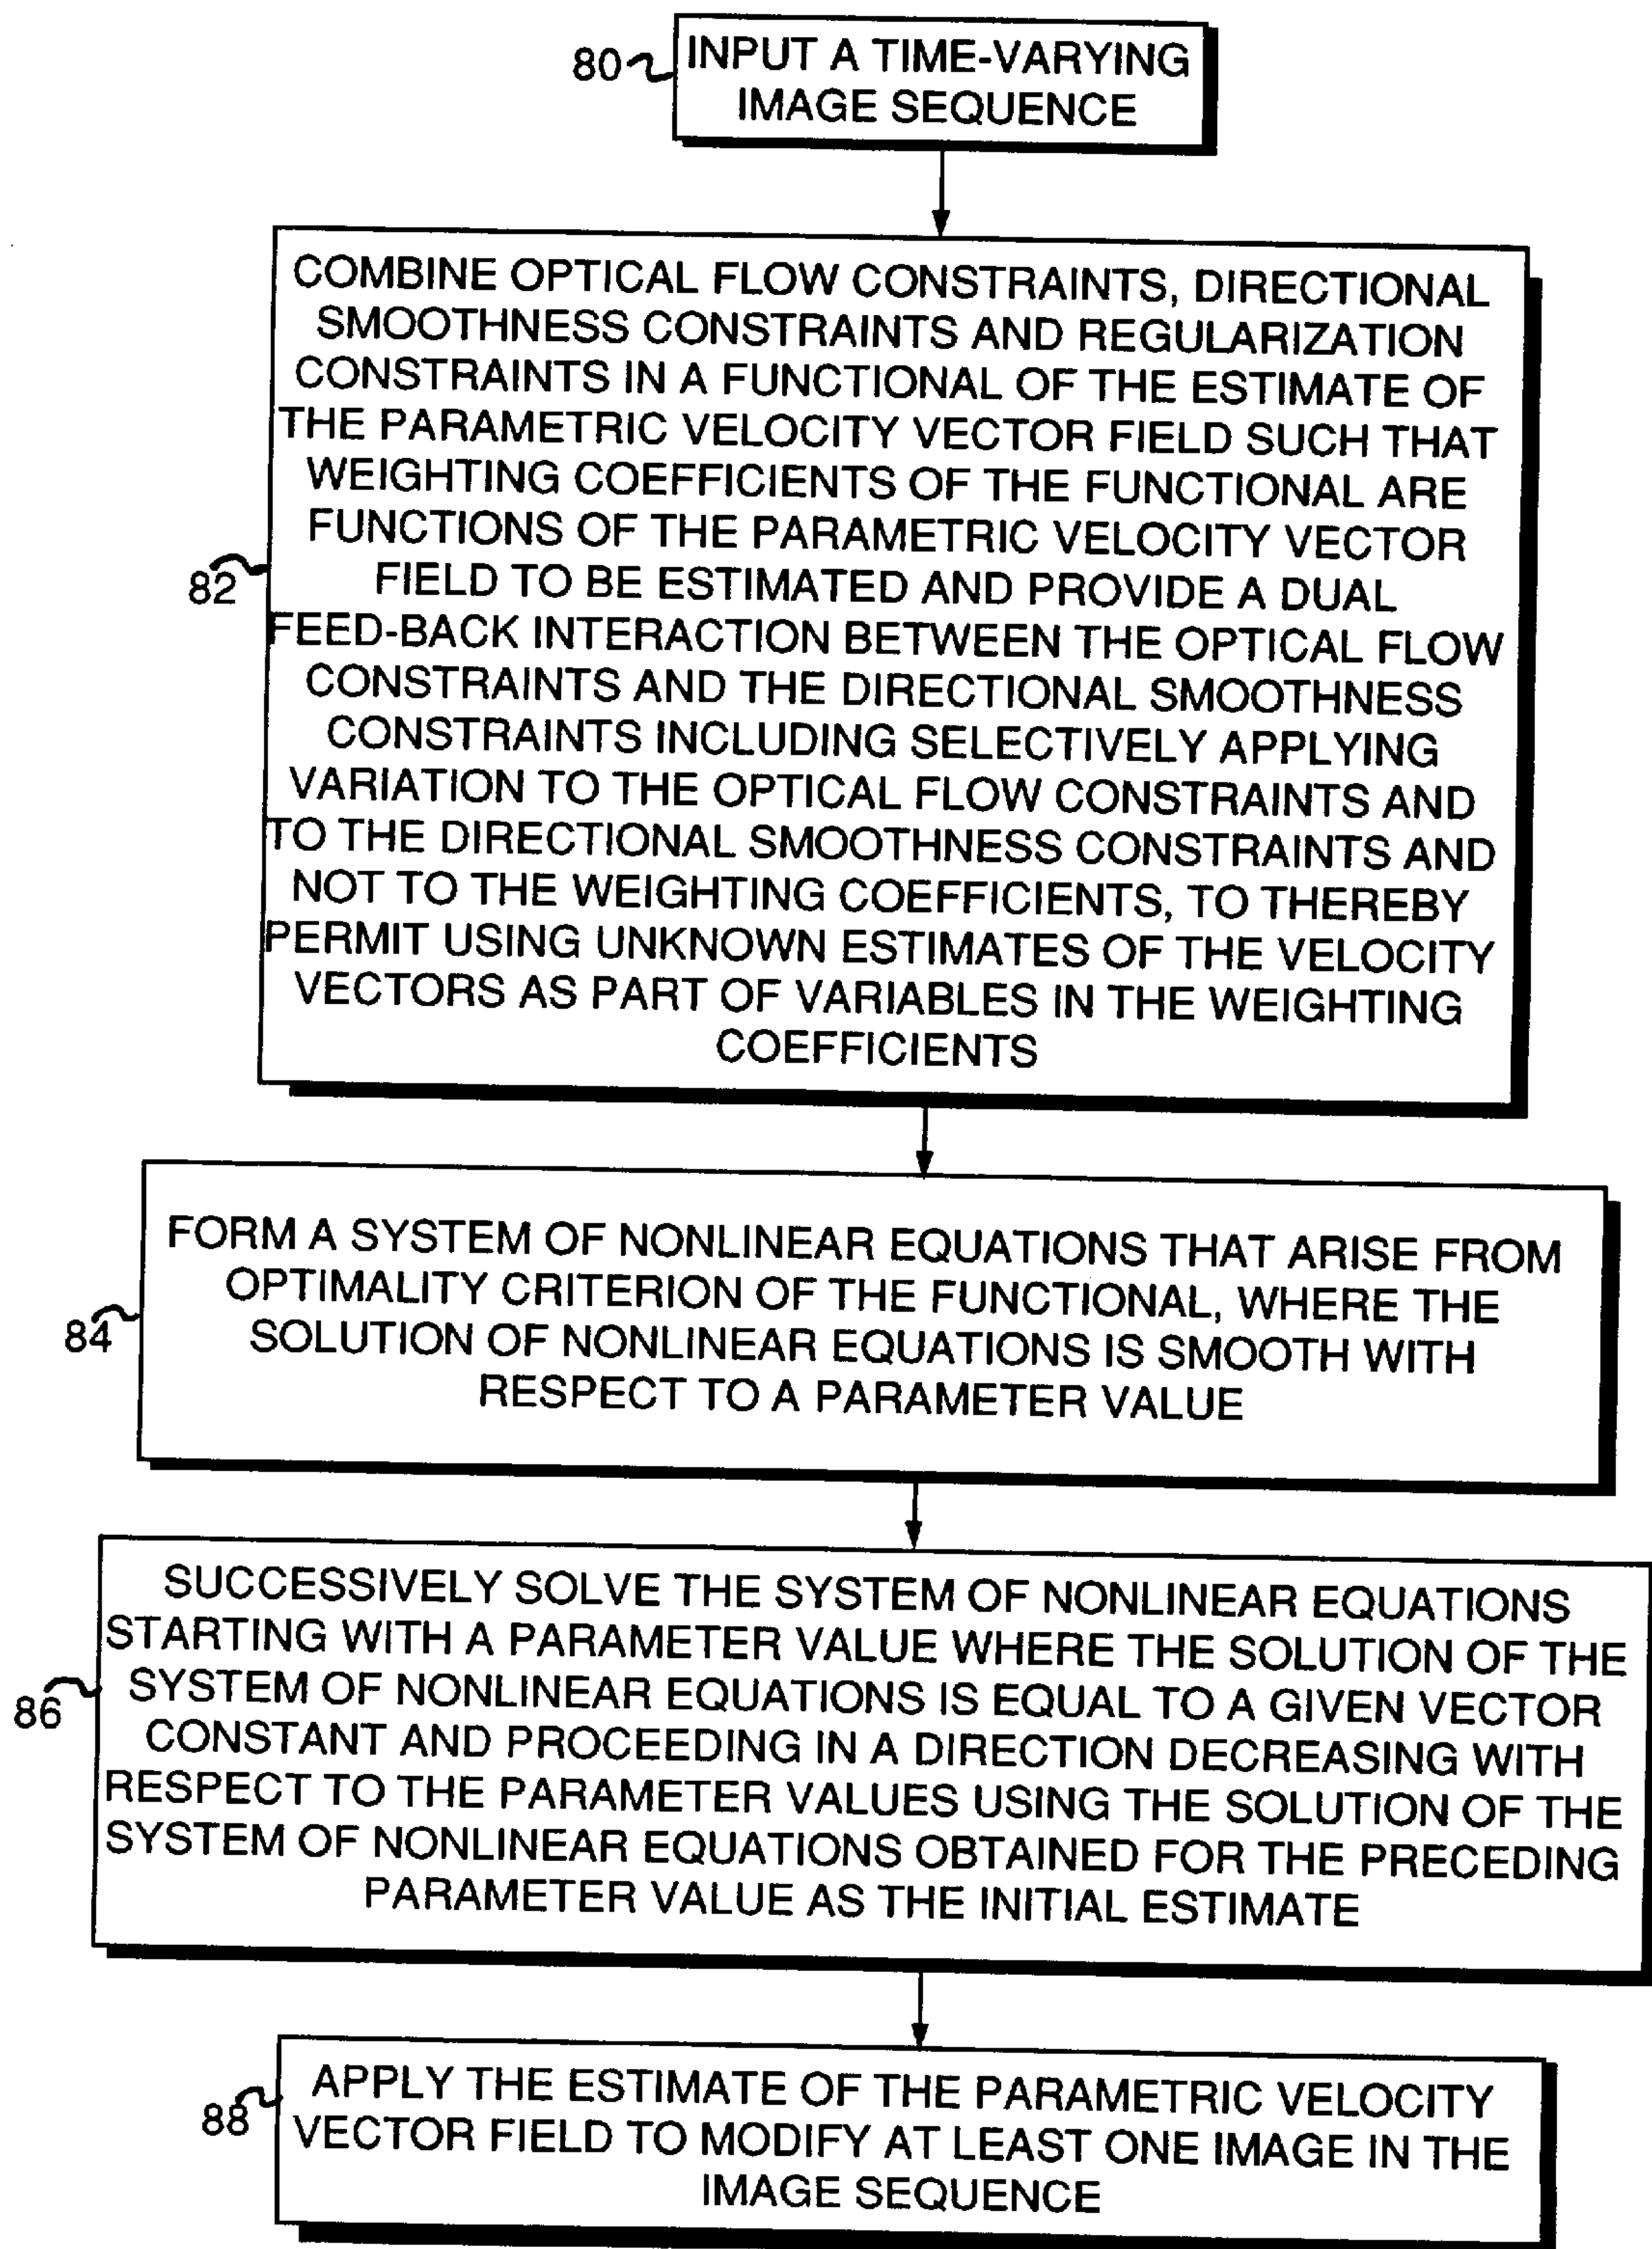 80
INPUT A TIME-VARYING
IMAGE SEQUENCE
COMBINE OPTICAL FLOW CONSTRAINTS, DIRECTIONAL
SMOOTHNESS CONSTRAINTS AND REGULARIZATION
CONSTRAINTS IN A FUNCTIONAL OF THE ESTIMATE OF
THE PARAMETRIC VELOCITY VECTOR FIELD SUCH THAT
WEIGHTING COEFFICIENTS OF THE FUNCTIONAL ARE
FUNCTIONS OF THE PARAMETRIC VELOCITY VECTOR
82
FIELD TO BE ESTIMATED AND PROVIDE A DUAL
FEED-BACK INTERACTION BETWEEN THE OPTICAL FLOW
CONSTRAINTS AND THE DIRECTIONAL SMOOTHNESS
CONSTRAINTS INCLUDING SELECTIVELY APPLYING
VARIATION TO THE OPTICAL FLOW CONSTRAINTS AND
TO THE DIRECTIONAL SMOOTHNESS CONSTRAINTS AND
NOT TO THE WEIGHTING COEFFICIENTS, TO THEREBY
PERMIT USING UNKNOWN ESTIMATES OF THE VELOCITY
VECTORS AS PART OF VARIABLES IN THE WEIGHTING
COEFFICIENTS
84
FORM A SYSTEM OF NONLINEAR EQUATIONS THAT ARISE FROM
OPTIMALITY CRITERION OF THE FUNCTIONAL, WHERE THE
SOLUTION OF NONLINEAR EQUATIONS IS SMOOTH WITH
RESPECT TO A PARAMETER VALUE
86
SUCCESSIVELY SOLVE THE SYSTEM OF NONLINEAR EQUATIONS
STARTING WITH A PARAMETER VALUE WHERE THE SOLUTION OF THE
SYSTEM OF NONLINEAR EQUATIONS IS EQUAL TO A GIVEN VECTOR
CONSTANT AND PROCEEDING IN A DIRECTION DECREASING WITH
RESPECT TO THE PARAMETER VALUES USING THE SOLUTION OF THE
SYSTEM OF NONLINEAR EQUATIONS OBTAINED FOR THE PRECEDING
PARAMETER VALUE AS THE INITIAL ESTIMATE
88
APPLY THE ESTIMATE OF THE PARAMETRIC VELOCITY
VECTOR FIELD TO MODIFY AT LEAST ONE IMAGE IN THE
IMAGE SEQUENCE